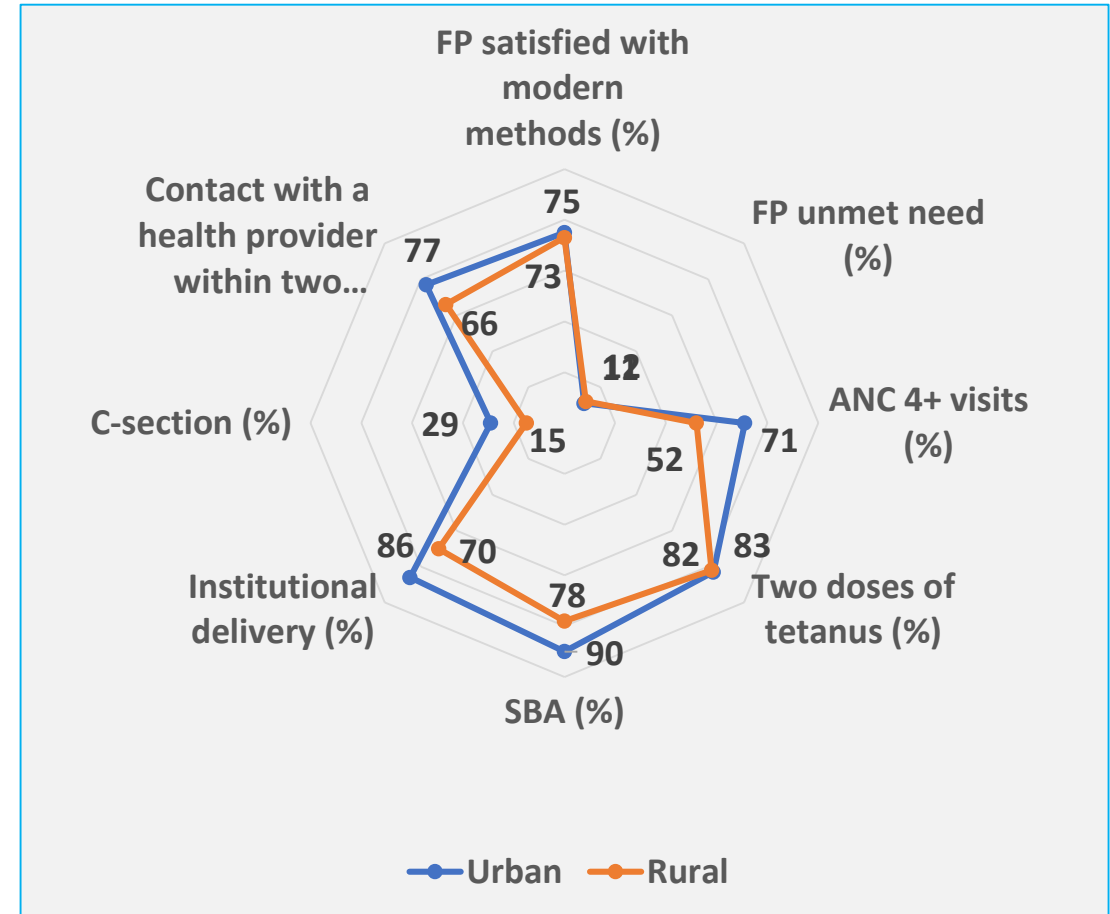 FP satisfied with
modern
methods (%)
Contact with a
health provider
within two...
FP unmet need
(%)
75
77
73
66
ANC 4+ visits
(%)
C-section (%)
29
15
52
71
86
70
82
83
Institutional
delivery (%)
78
Two doses of
tetanus (%)
90
SBA (%)
Urban
Rural